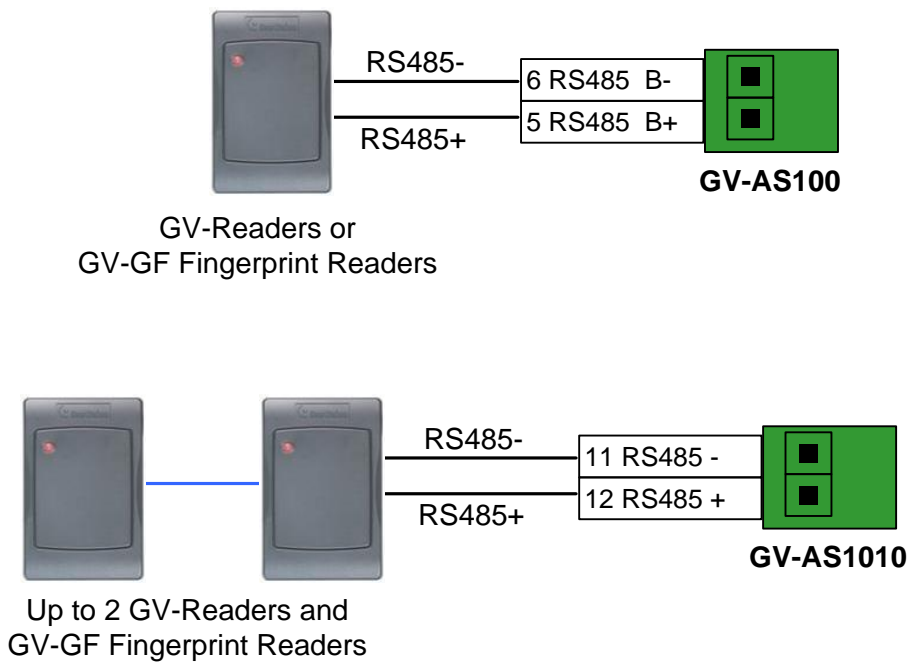 RS485-
6 RS485 B-
5 RS485 B+
RS485+
GV-AS100
GV-Readers or
GV-GF Fingerprint Readers
RS485-
11 RS485 -
12 RS485 +
RS485+
GV-AS1010
Up to 2 GV-Readers and
GV-GF Fingerprint Readers